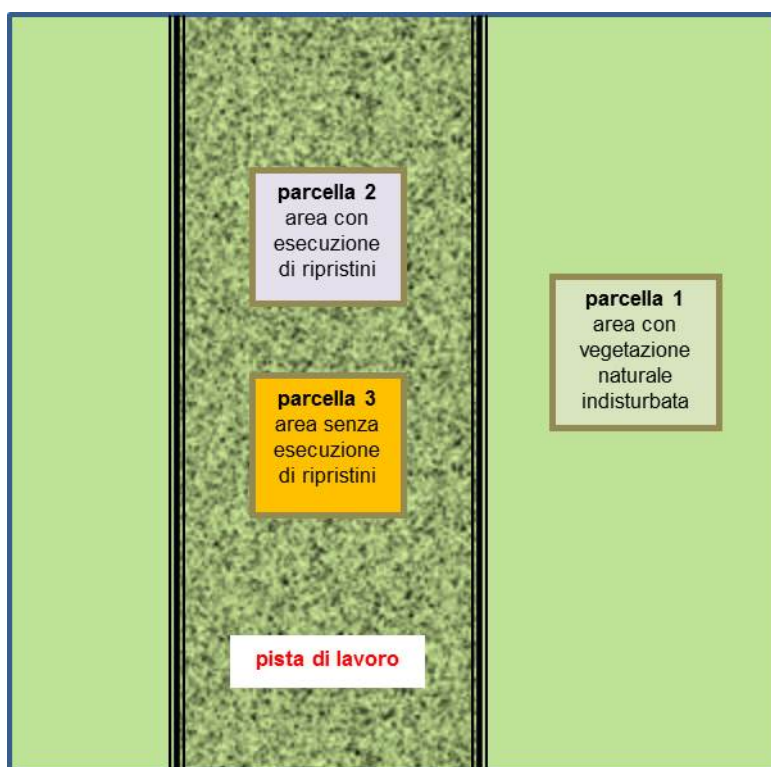 parcella 2
area con
esecuzione
di ripristini
parcella 1
area con
vegetazione
naturale
indisturbata
parcella 3
area senza
esecuzione
di ripristini
pista di lavoro